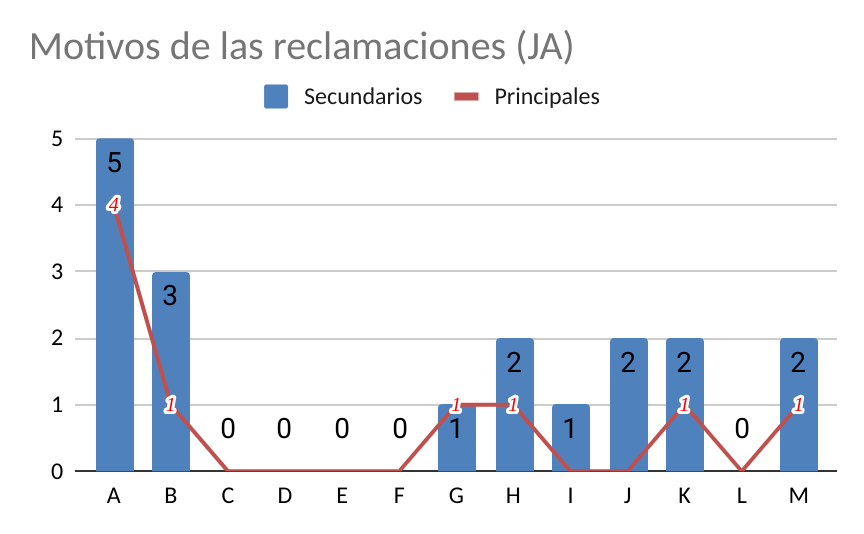 Motivos de las reclamaciones (JA)
Secundarios Principales
5
5
4
4
3
3
2
2 2 2 2
1
1 1 1 1 1
0 0 0 0 1 1 0
0
A B C D E F G H I J K L M